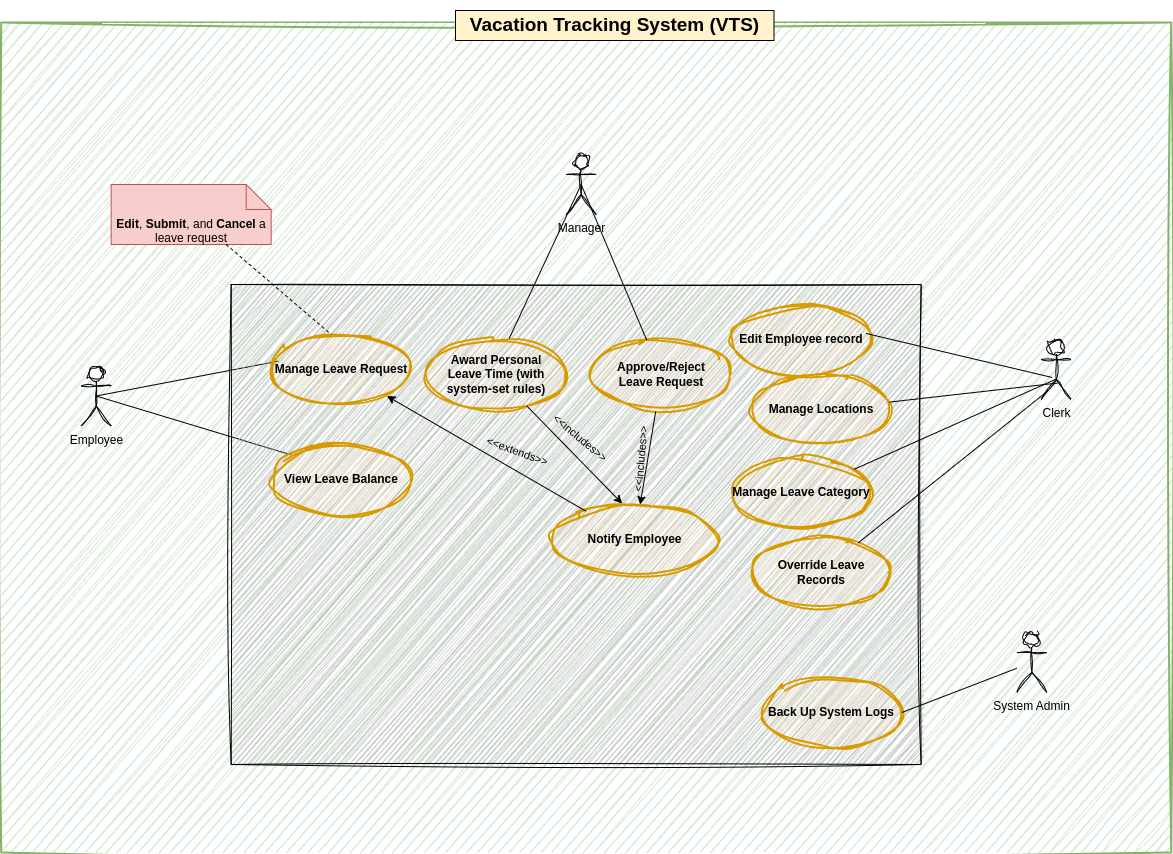 Vacation Tracking System (VTS)
Manager
Edit, Submit, and Cancel a
leave request
Employee
Clerk
System Admin
Manage Leave Request
Award Personal
Leave Time (with
system-set rules)
Approve/Reject
Leave Request
Edit Employee record
Manage Locations
View Leave Balance
<<extends>>
<<includes>>
<<includes>>
Manage Leave Category
Notify Employee
Override Leave
Records
Back Up System Logs